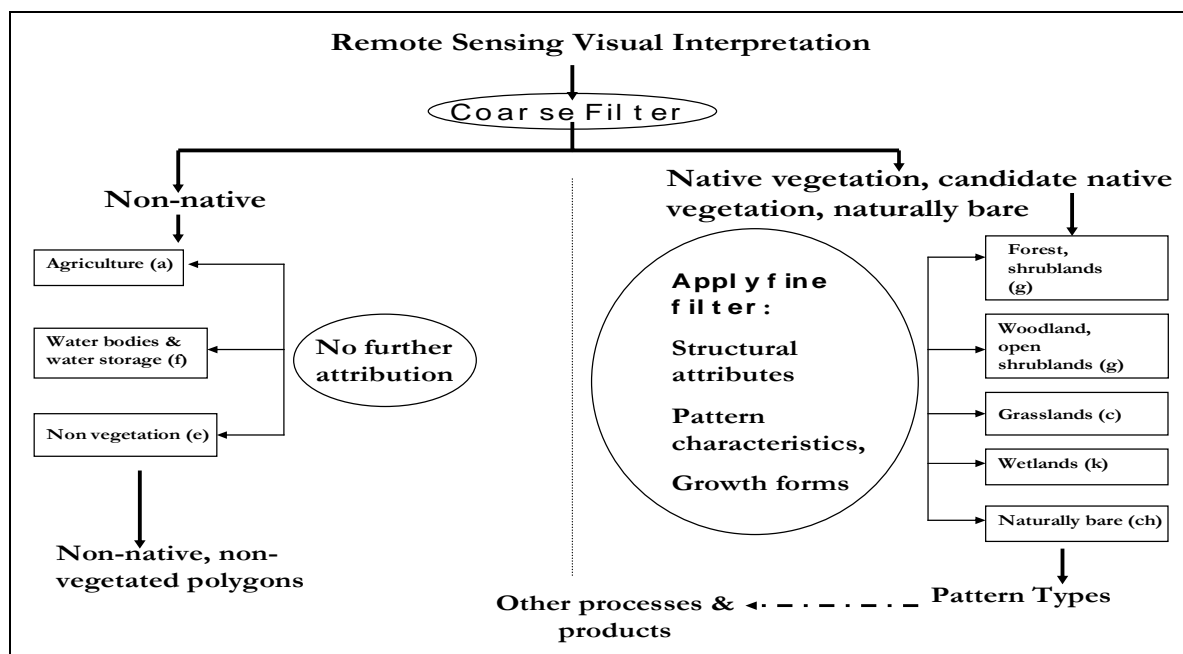 Remote Sensing Visual Interpretation
Coarse Filter
Non-native
Agriculture (a)
Water bodies &
water storage (f)
Non vegetation (e)
No further
attribution
Non-native, non-
vegetated polygons
Native vegetation, candidate native
vegetation, naturally bare
Apply fine
filter:
Structural
attributes
Pattern
characteristics,
Growth forms
Forest,
shrublands
(g)
Woodland,
open
shrublands (g)
Grasslands (c)
Wetlands (k)
Naturally bare (ch)
Pattern Types
Other processes &
products